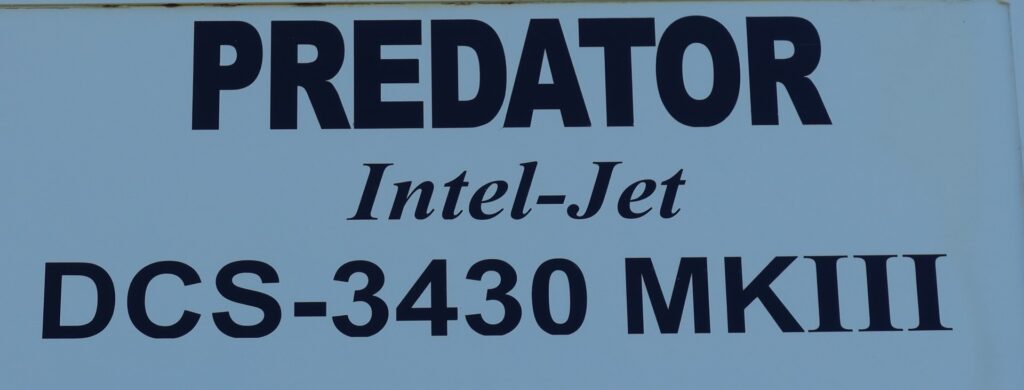 PREDATOR
Intel-Jet
DCS-3430 MKIII